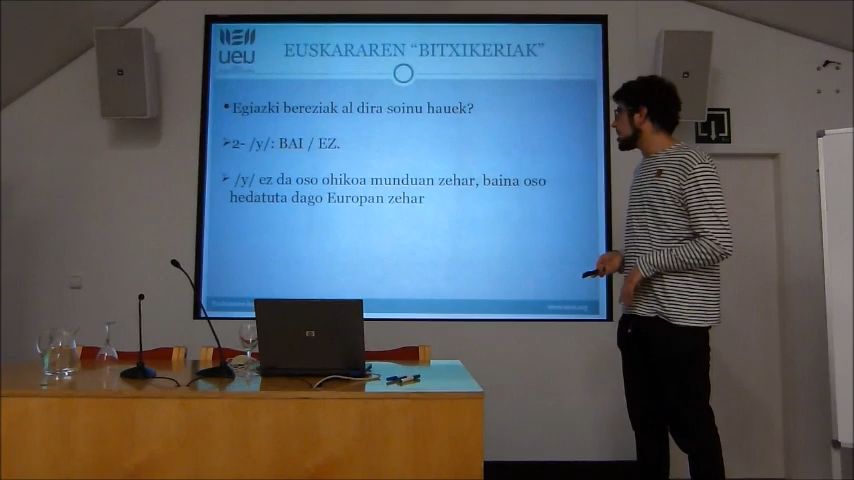 ueu
EUSKARAREN "BITXIKERIAK"
Egiazki bereziak al dira soinu hauek?
2- /y/: BAI / EZ.
/y/ ez da oso ohikoa munduan zehar, baina oso
hedatuta dago Europan zehar
hp